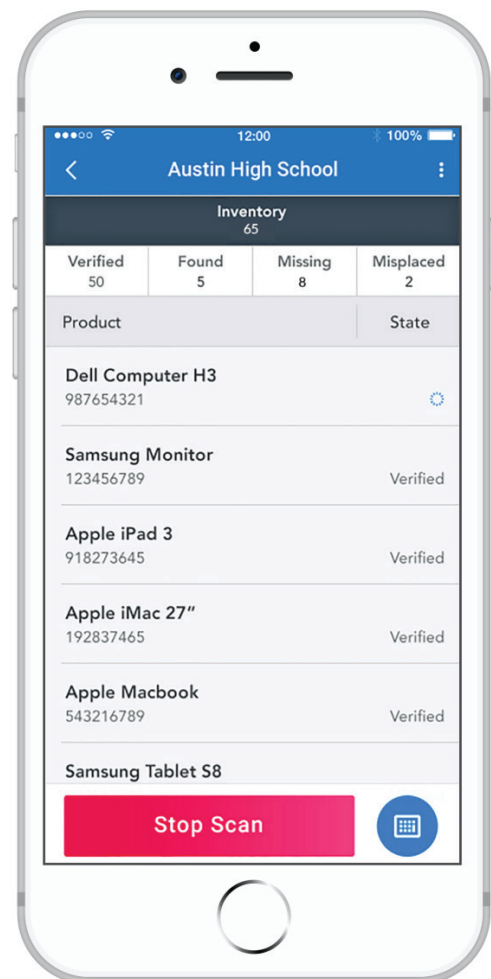 12:00
100%
Austin High School
Inventory
65
Verified Found Missing Misplaced
50 5 8 2
Product State
Dell Computer H3
987654321
Samsung Monitor
123456789 Verified
Apple iPad 3
918273645 Verified
Apple iMac 27"
192837465 Verified
Apple Macbook
543216789 Verified
Samsung Tablet S8
Stop Scan